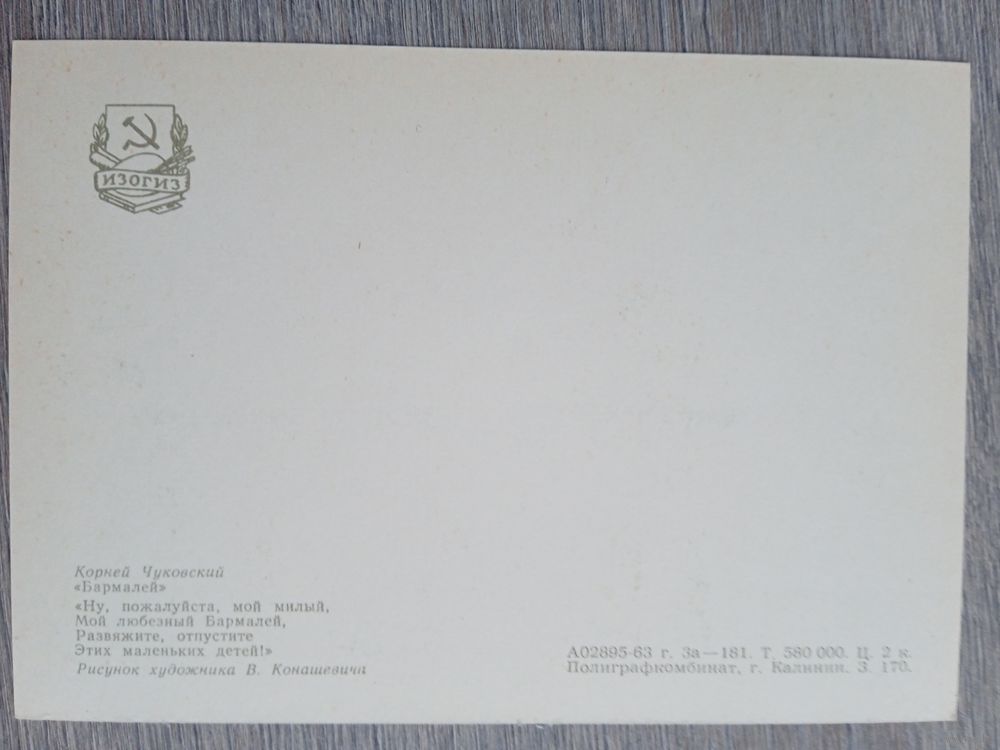 ИЗОГИЗ
Корней Чуковский
«Бармалей»
«Ну, пожалуйста, мой милый,
Мой любезный Бармалей,
Развяжите, отпустите
Этих маленьких детей!»
Рисунок художника В. Конашевича
А02895-63 г. За—181. Т. 580 000. Ц. 2 к.
Полиграфкомбинат, г. Калинин. З. 170.